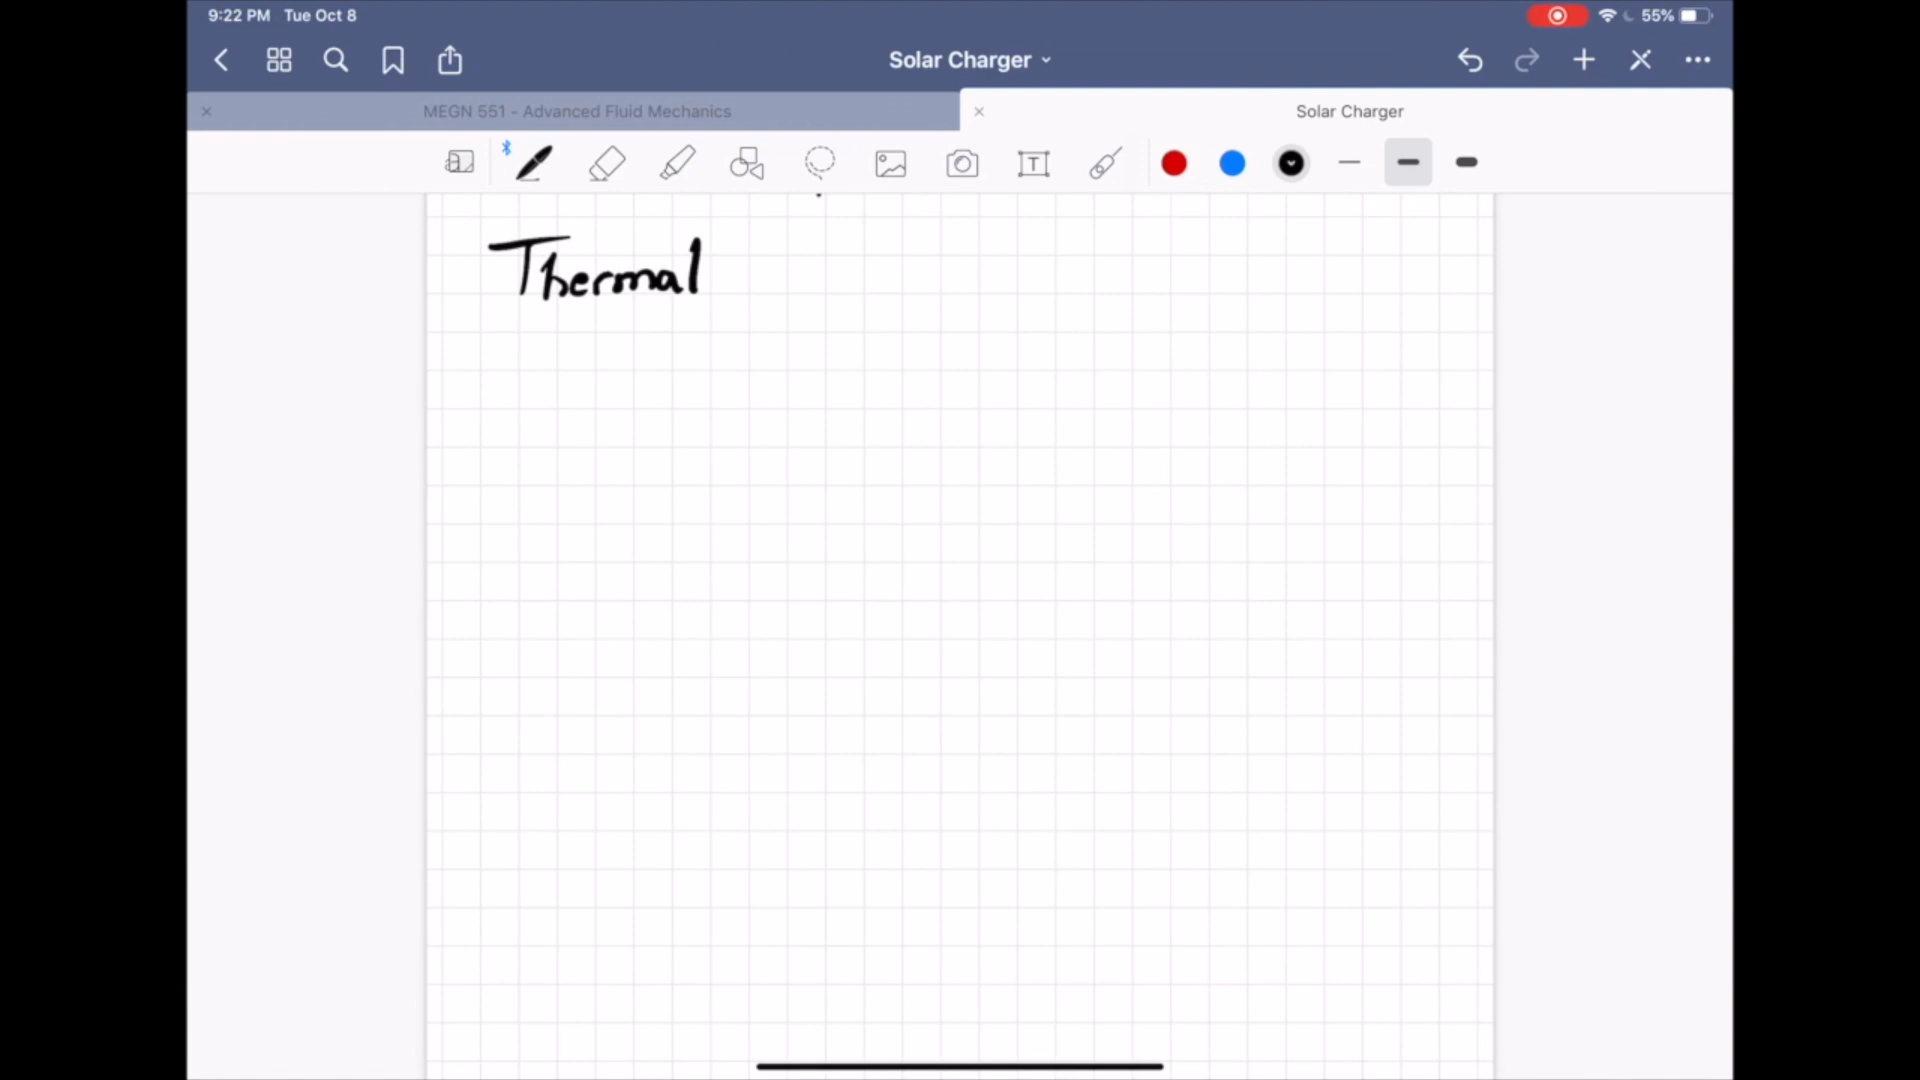 9:22 PM Tue Oct 8
55%
Solar Charger
MEGN 551 - Advanced Fluid Mechanics
Solar Charger
a
T
Thermal